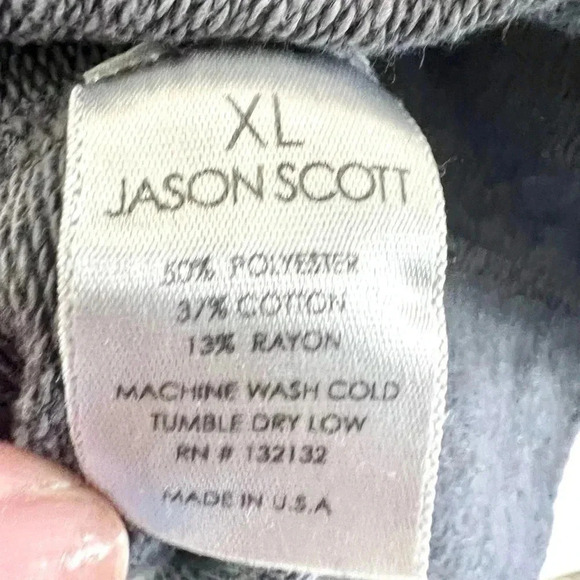 XL
JASON SCOTT
50% POLYESTER
37% COTTON
13% RAYON
MACHINE WASH COLD
TUMBLE DRY LOW
RN # 132132
MADE IN U.S.A